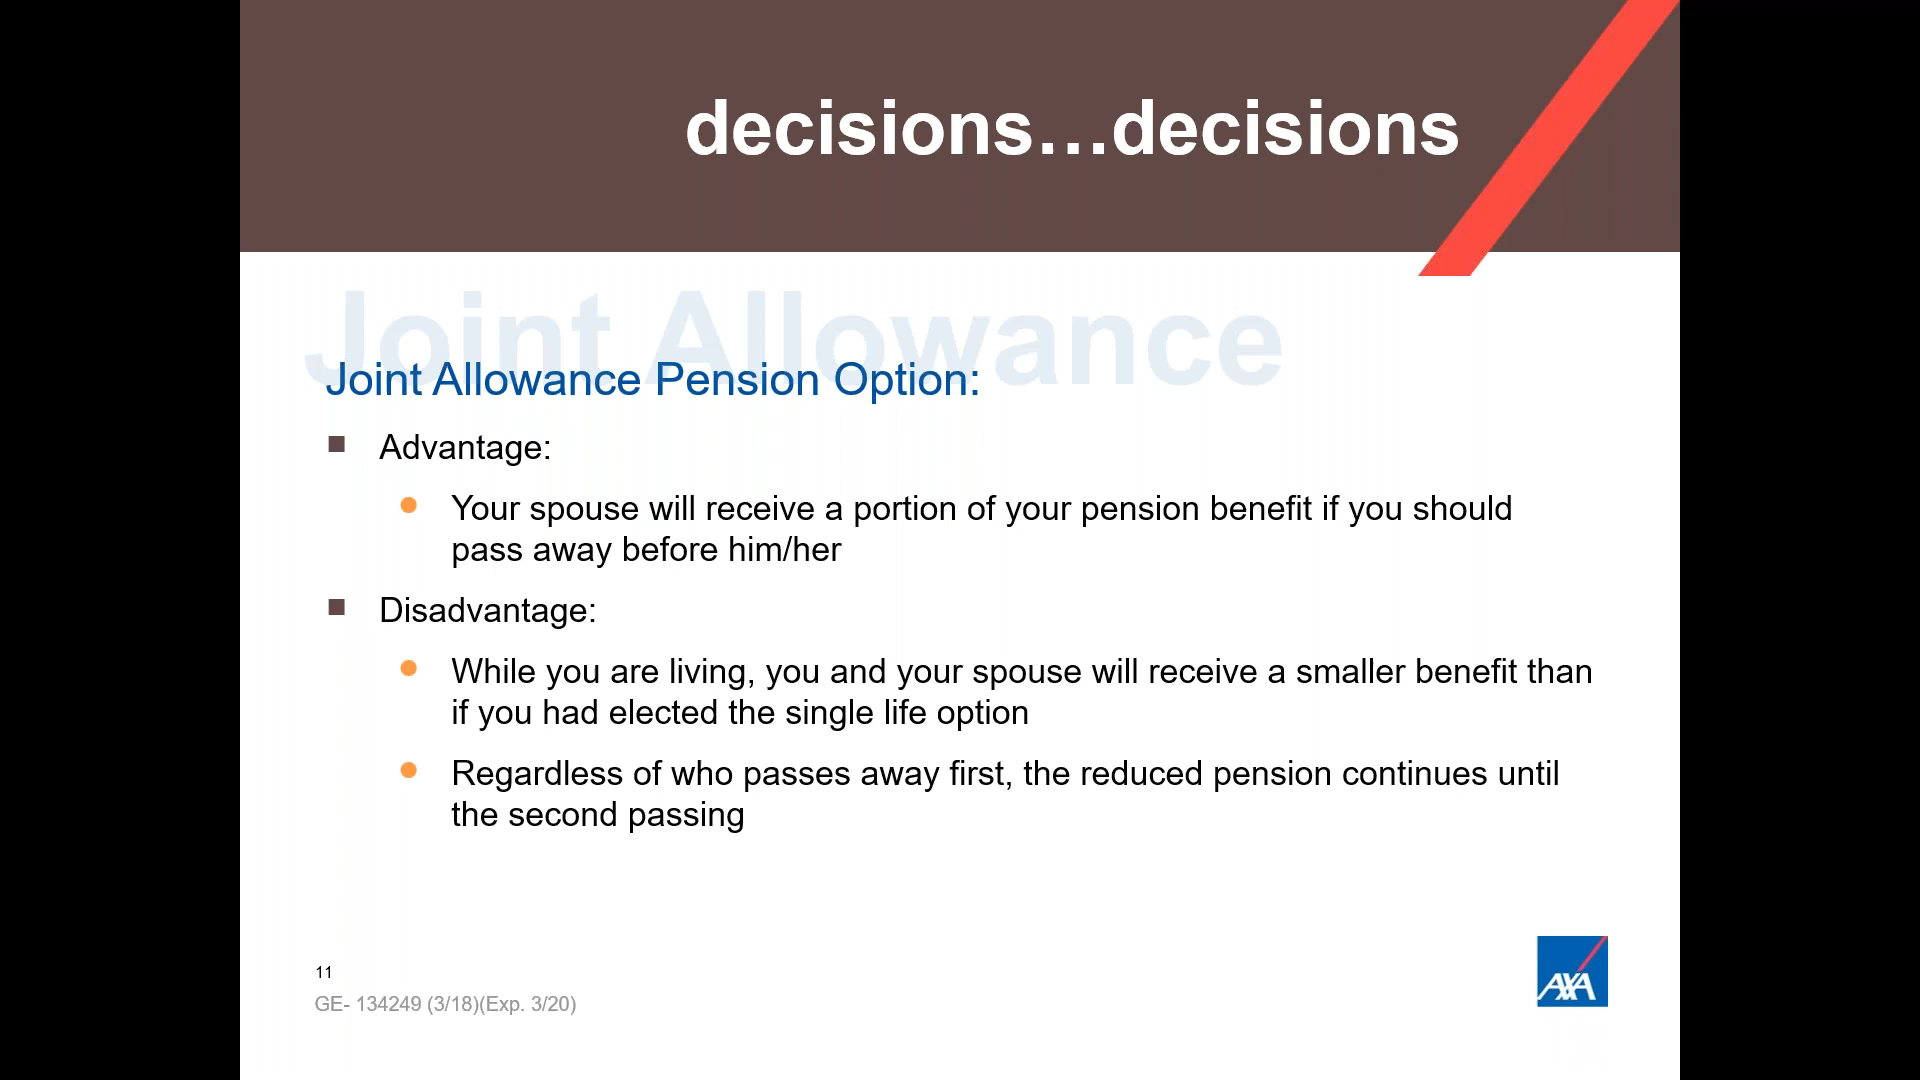 decisions…decisions
Joint Allowance
Joint Allowance Pension Option:
Advantage:
Your spouse will receive a portion of your pension benefit if you should
pass away before him/her
Disadvantage:
While you are living, you and your spouse will receive a smaller benefit than
if you had elected the single life option
Regardless of who passes away first, the reduced pension continues until
the second passing
11
GE- 134249 (3/18)(Exp. 3/20)
AXA